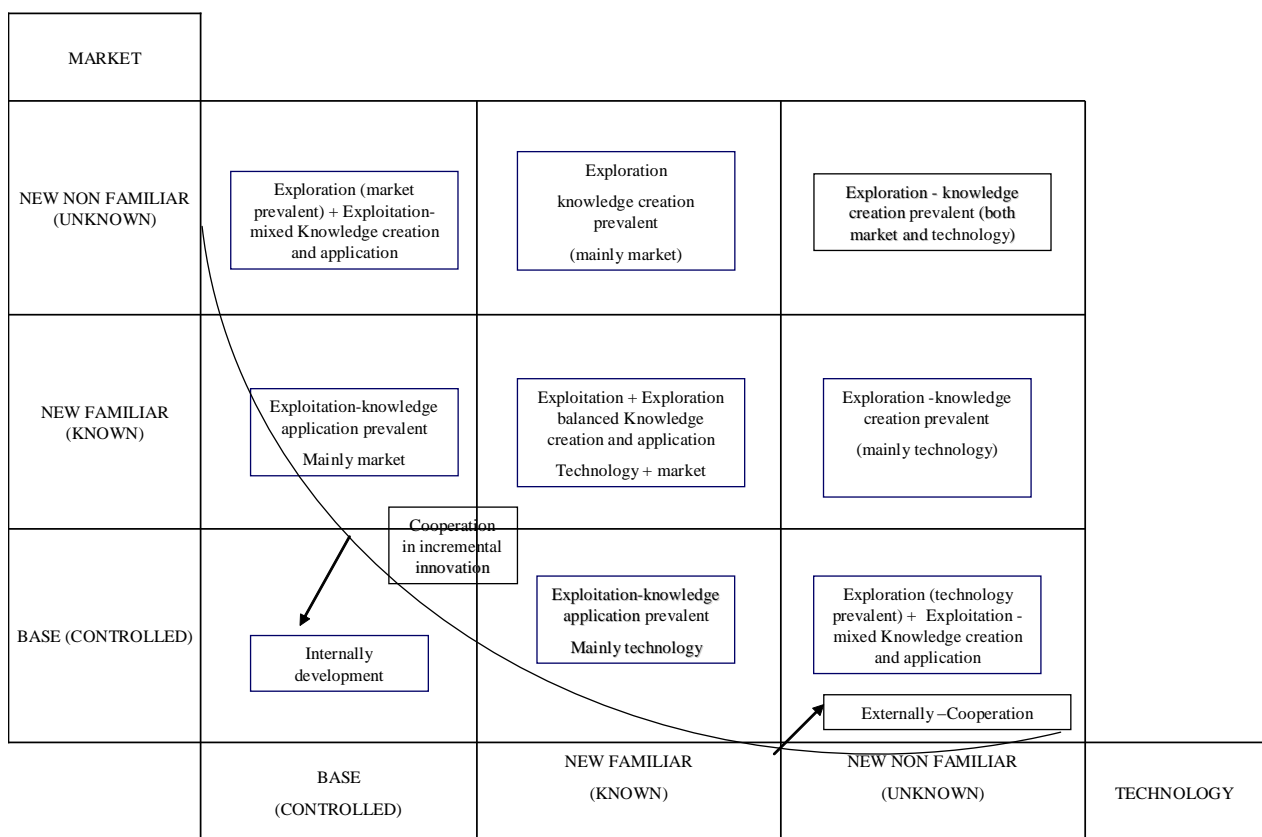 MARKET
NEW NON FAMILIAR
(UNKNOWN)
Exploration (market
prevalent) + Exploitation-
mixed Knowledge creation
and application
Exploration
knowledge creation
prevalent
(mainly market)
Exploration - knowledge
creation prevalent (both
market and technology)
NEW FAMILIAR
(KNOWN)
Exploitation-knowledge
application prevalent
Mainly market
Exploitation + Exploration
balanced Knowledge
creation and application
Technology + market
Exploration -knowledge
creation prevalent
(mainly technology)
Cooperation
in incremental
innovation
BASE (CONTROLLED)
Internally
development
Exploitation-knowledge
application prevalent
Mainly technology
Exploration (technology
prevalent) + Exploitation -
mixed Knowledge creation
and application
Externally –Cooperation
BASE
(CONTROLLED)
NEW FAMILIAR
(KNOWN)
NEW NON FAMILIAR
(UNKNOWN)
TECHNOLOGY